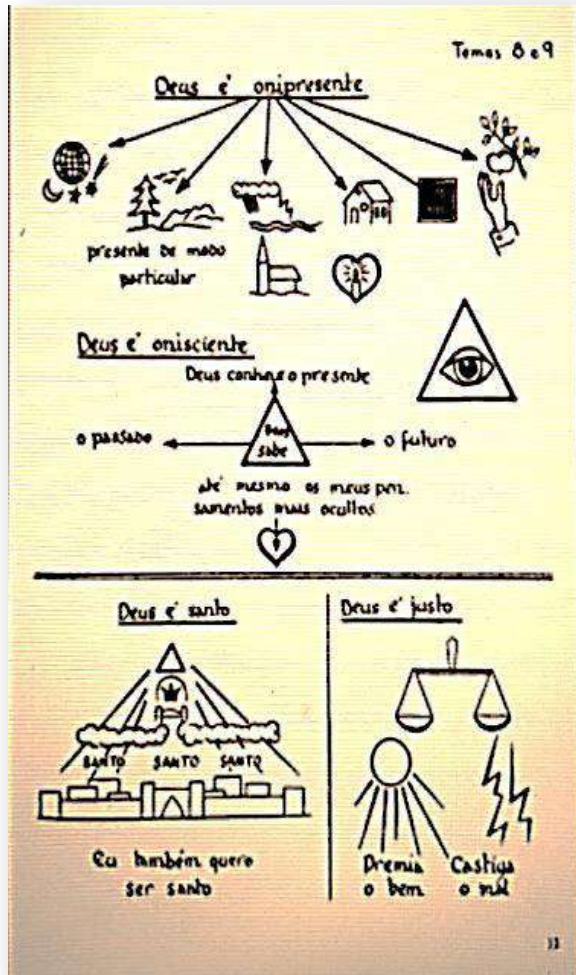 Temas 8 e 9
Deus é onipresente
presente de modo
particular
Deus é onisciente
Deus conhece o presente
o passado
Deus
sabe
o futuro
até mesmo os meus pen-
samentos mais ocultos
Deus é santo
SANTO SANTO SANTO
Eu também quero
ser santo
Deus é justo
Premia
o bem
Castiga
o mal